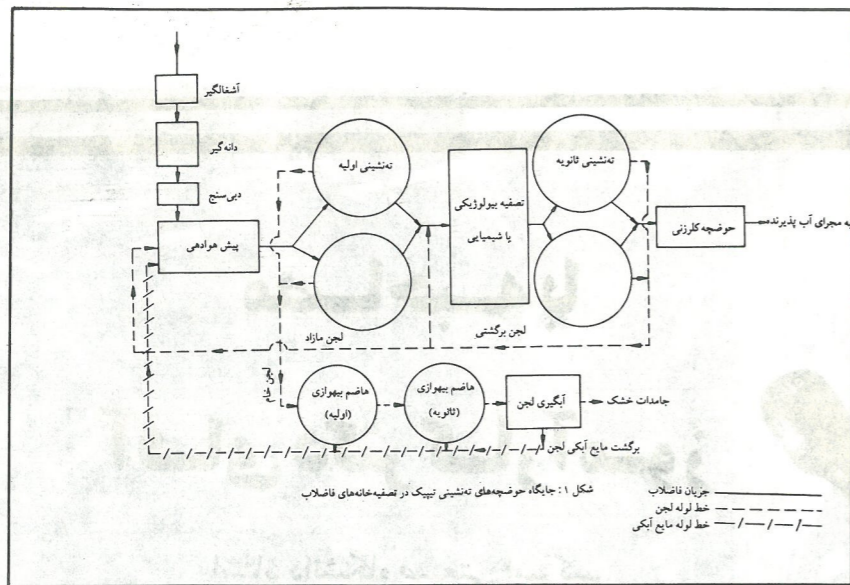 آشغالگیر
دانه‌گیر
دبی‌سنج
پیش هوادهی
ته‌نشینی اولیه
تصفیه بیولوژیکی
یا شیمیایی
ته‌نشینی ثانویه
حوضچه کلرزنی
به مجرای آب پذیرنده
لجن مازاد
لجن برگشتی
لجن خام
هاضم بیهوازی
(اولیه)
هاضم بیهوازی
(ثانویه)
آبگیری لجن
جامدات خشک
برگشت مایع آبکی لجن
شکل ۱ : جایگاه حوضچه‌های ته‌نشینی تیپیک در تصفیه‌خانه‌های فاضلاب
جریان فاضلاب
خط لوله لجن
خط لوله مایع آبکی